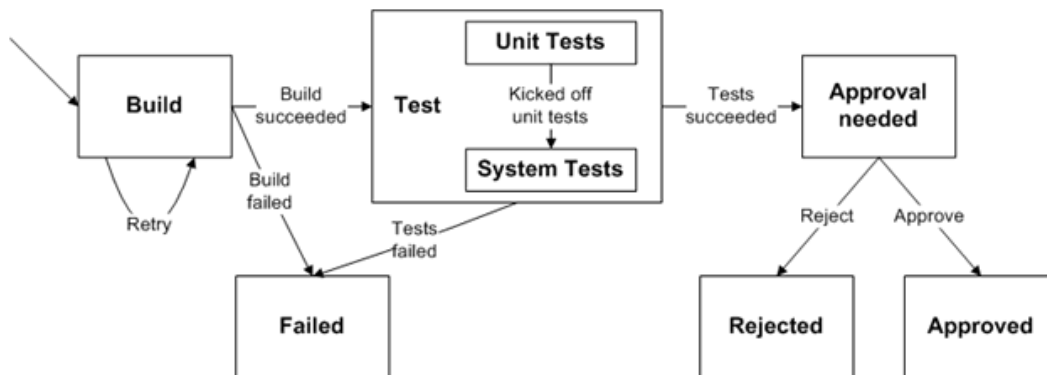 Unit Tests
Build
Build
succeeded
Test
Kicked off
unit tests
Tests
succeeded
Approval
needed
System Tests
Retry
Build
failed
Tests
failed
Reject
Approve
Failed
Rejected
Approved